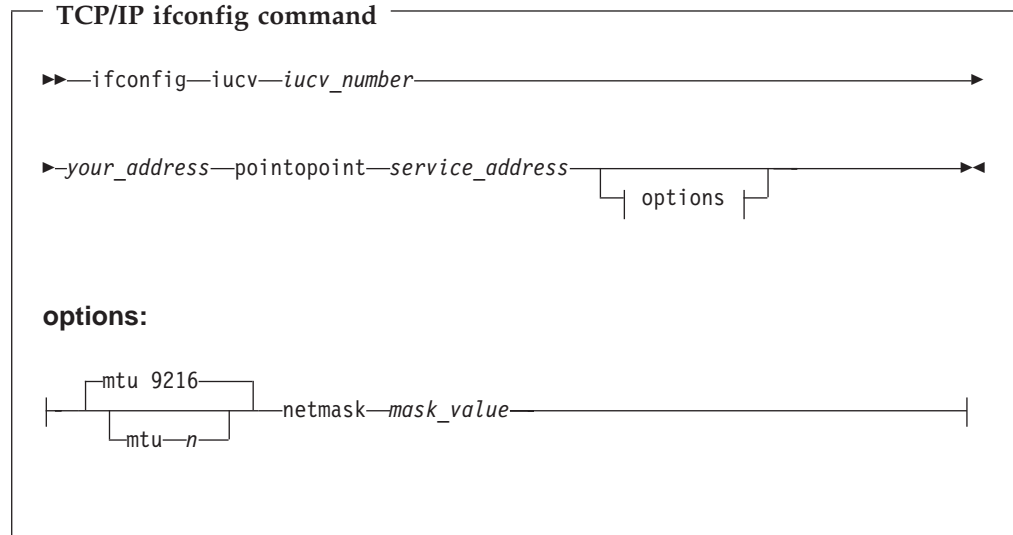 TCP/IP ifconfig command
ifconfig iucv iucv_number
your_address pointopoint service_address
options
options:
mtu 9216
netmask mask_value
mtu n